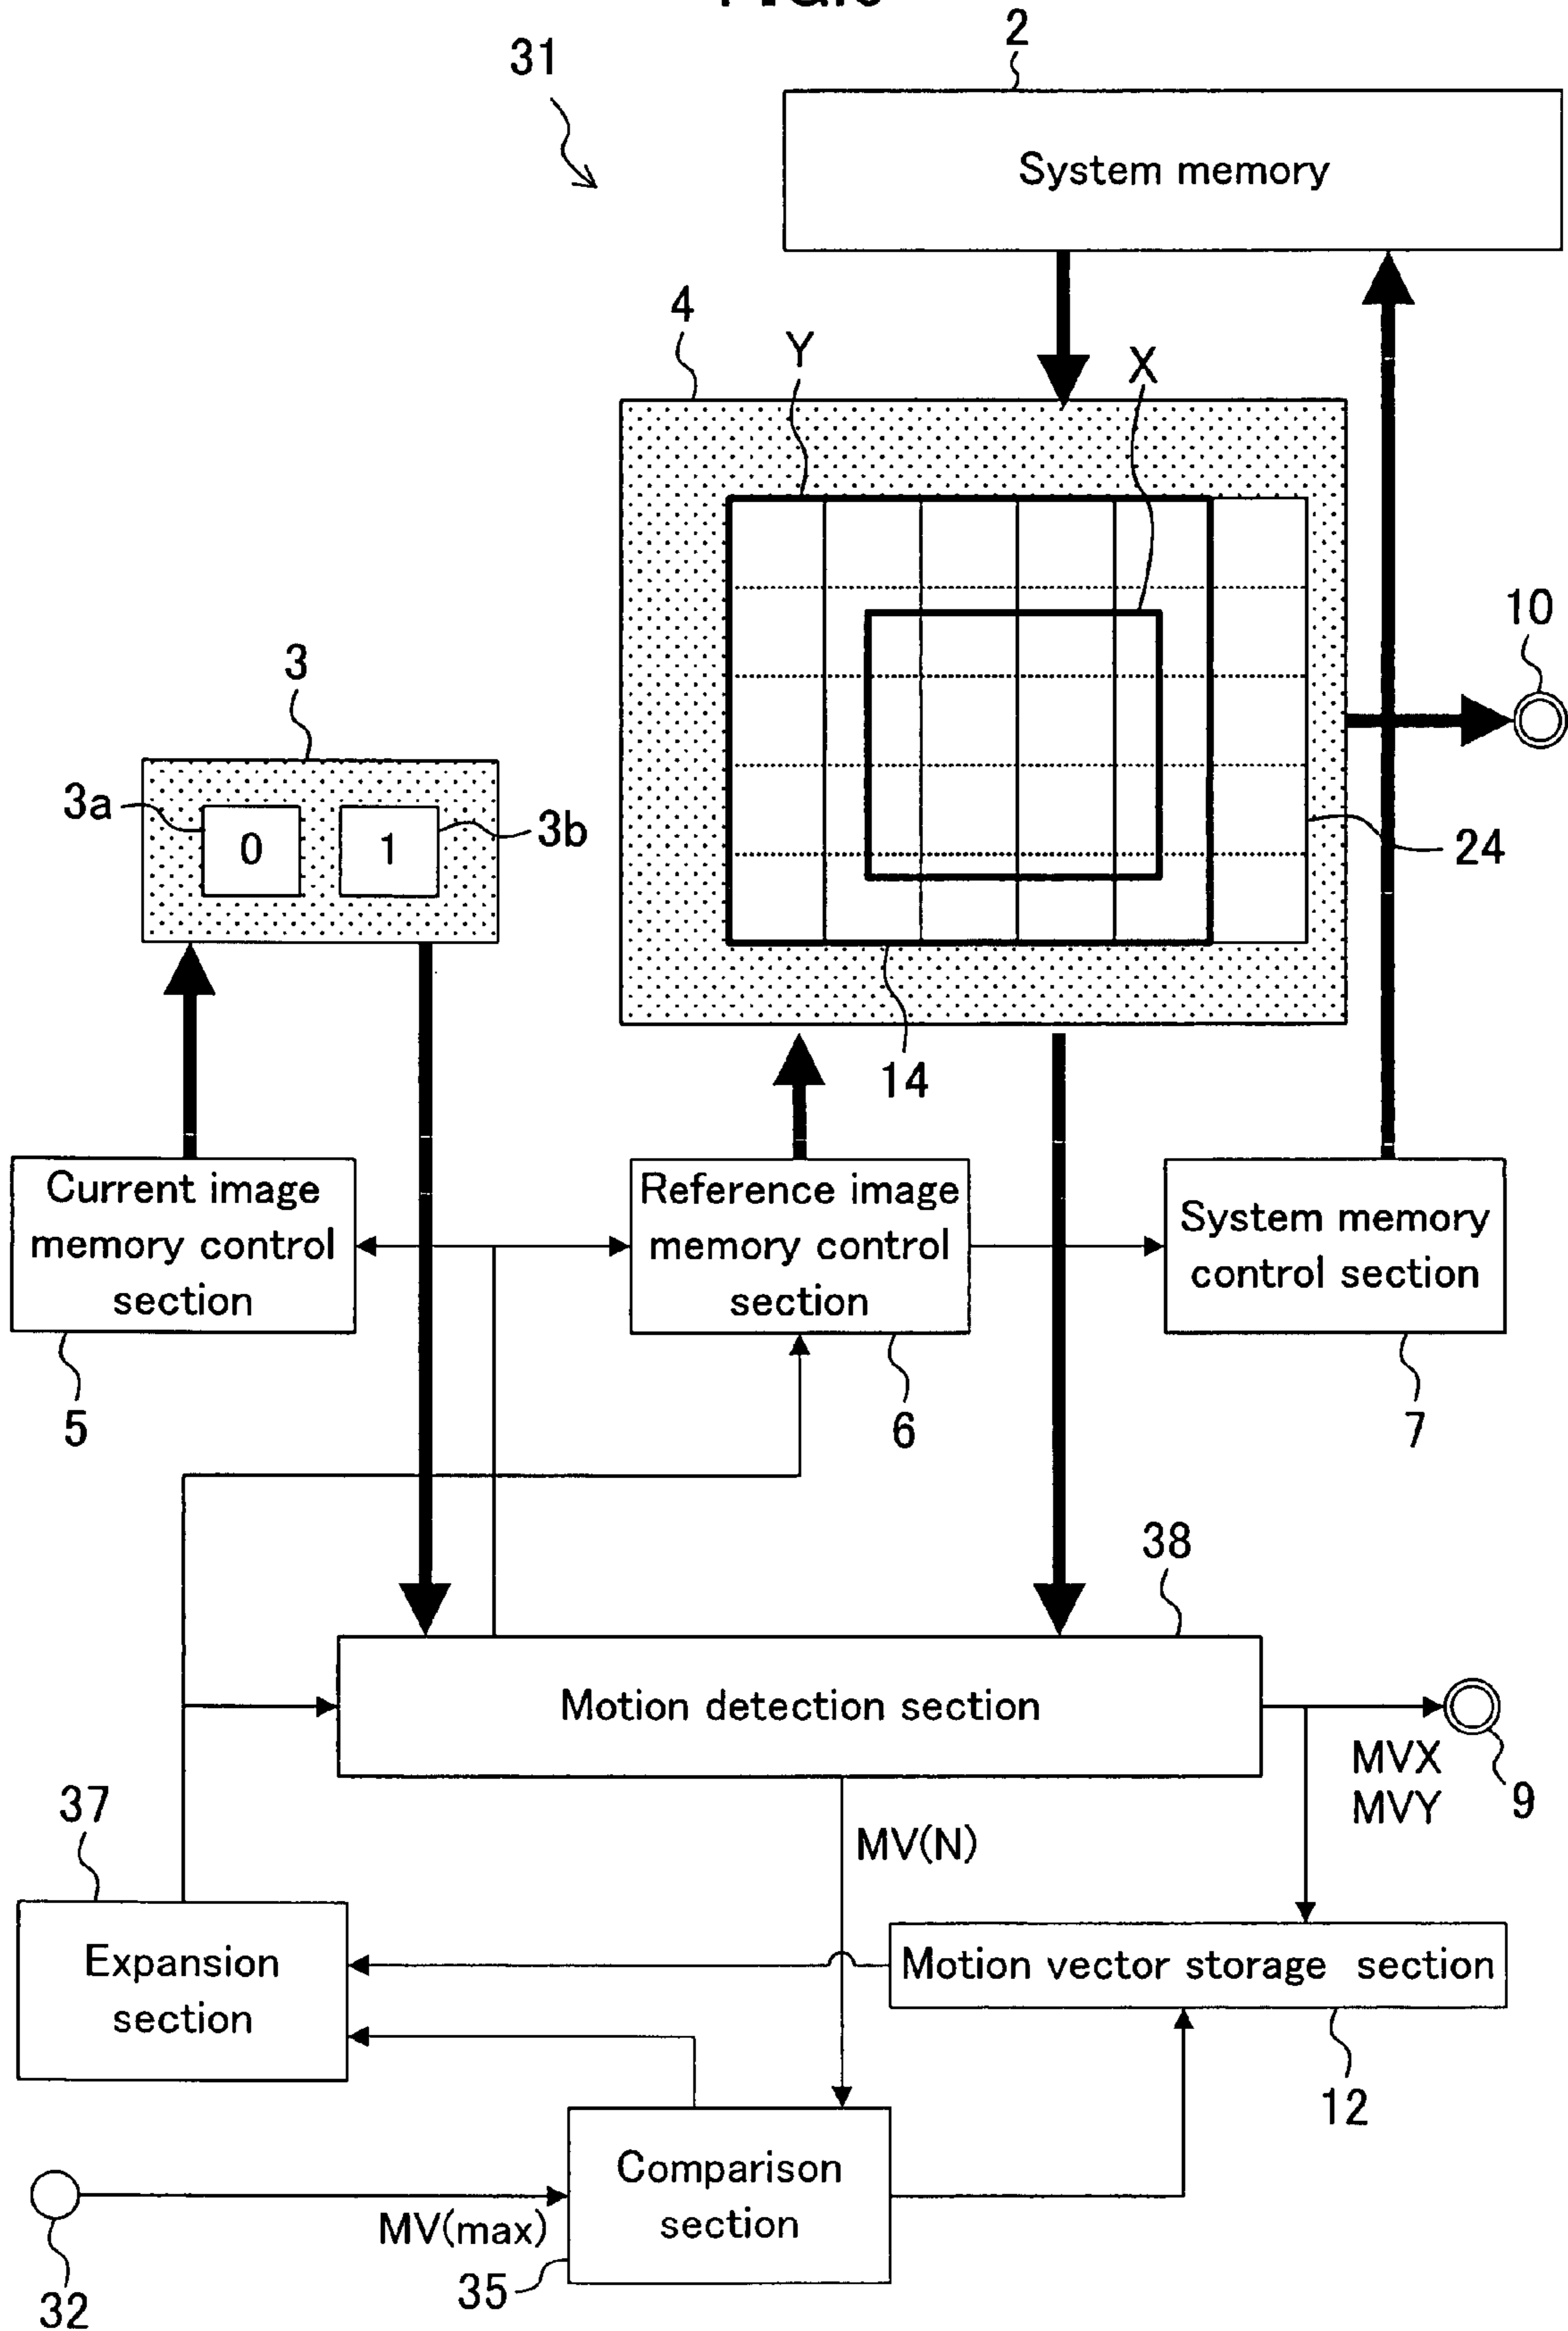 31
2
System memory
4
Y
X
10
3
3a
0
1
3b
24
14
Current image
memory control
section
Reference image
memory control
section
System memory
control section
5
6
7
38
Motion detection section
MVX
MVY
9
37
MV(N)
Expansion
section
Motion vector storage section
12
Comparison
section
MV(max)
35
32